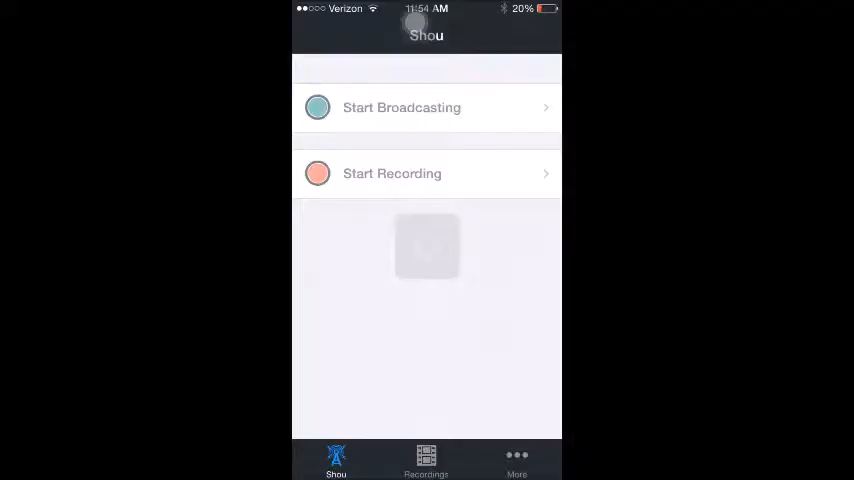 Verizon 11:54 AM 20%
Shou
Start Broadcasting
Start Recording
Shou Recordings More